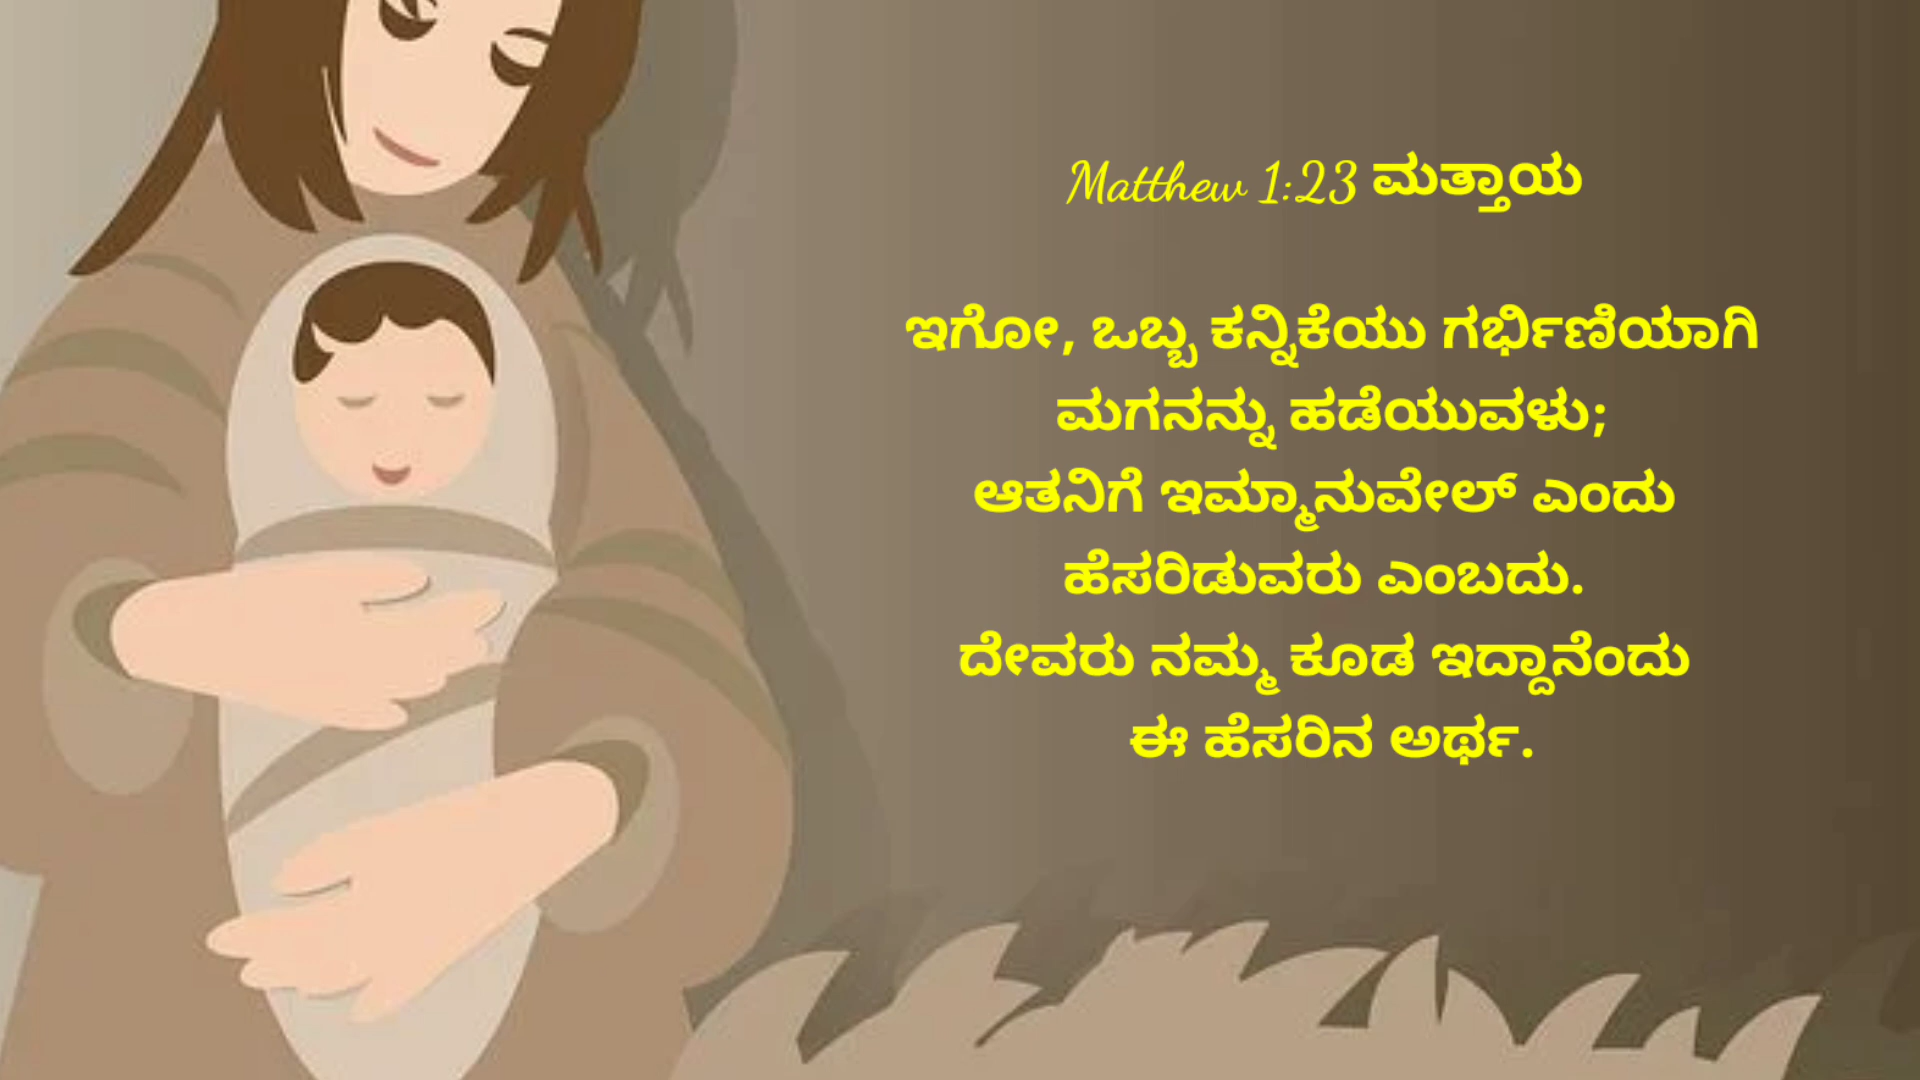 Matthew 1:23 ಮತ್ತಾಯ
ಇಗೋ, ಒಬ್ಬ ಕನ್ನಿಕೆಯು ಗರ್ಭಿಣಿಯಾಗಿ
ಮಗನನ್ನು ಹಡೆಯುವಳು;
ಆತನಿಗೆ ಇಮ್ಮಾನುವೇಲ್ ಎಂದು
ಹೆಸರಿಡುವರು ಎಂಬದು.
ದೇವರು ನಮ್ಮ ಕೂಡ ಇದ್ದಾನೆಂದು
ಈ ಹೆಸರಿನ ಅರ್ಥ.